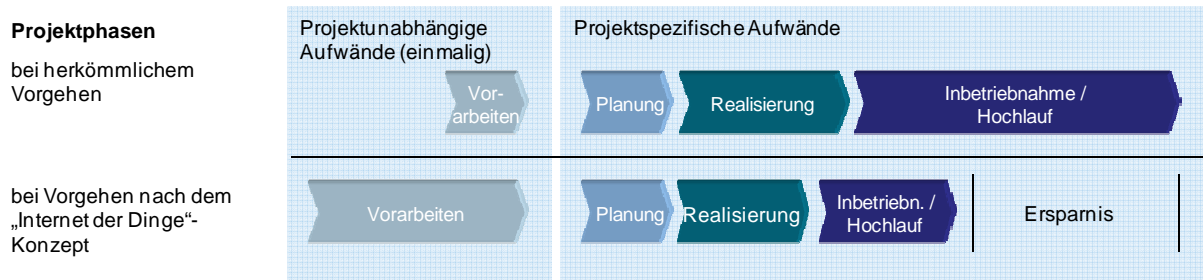 Projektphasen
bei herkömmlichem
Vorgehen
Projektunabhängige
Aufwände (einmalig)
Projektspezifische Aufwände
Vor-
arbeiten
Planung
Realisierung
Inbetriebnahme /
Hochlauf
bei Vorgehen nach dem
„Internet der Dinge“-
Konzept
Vorarbeiten
Planung
Realisierung
Inbetriebn. /
Hochlauf
Ersparnis